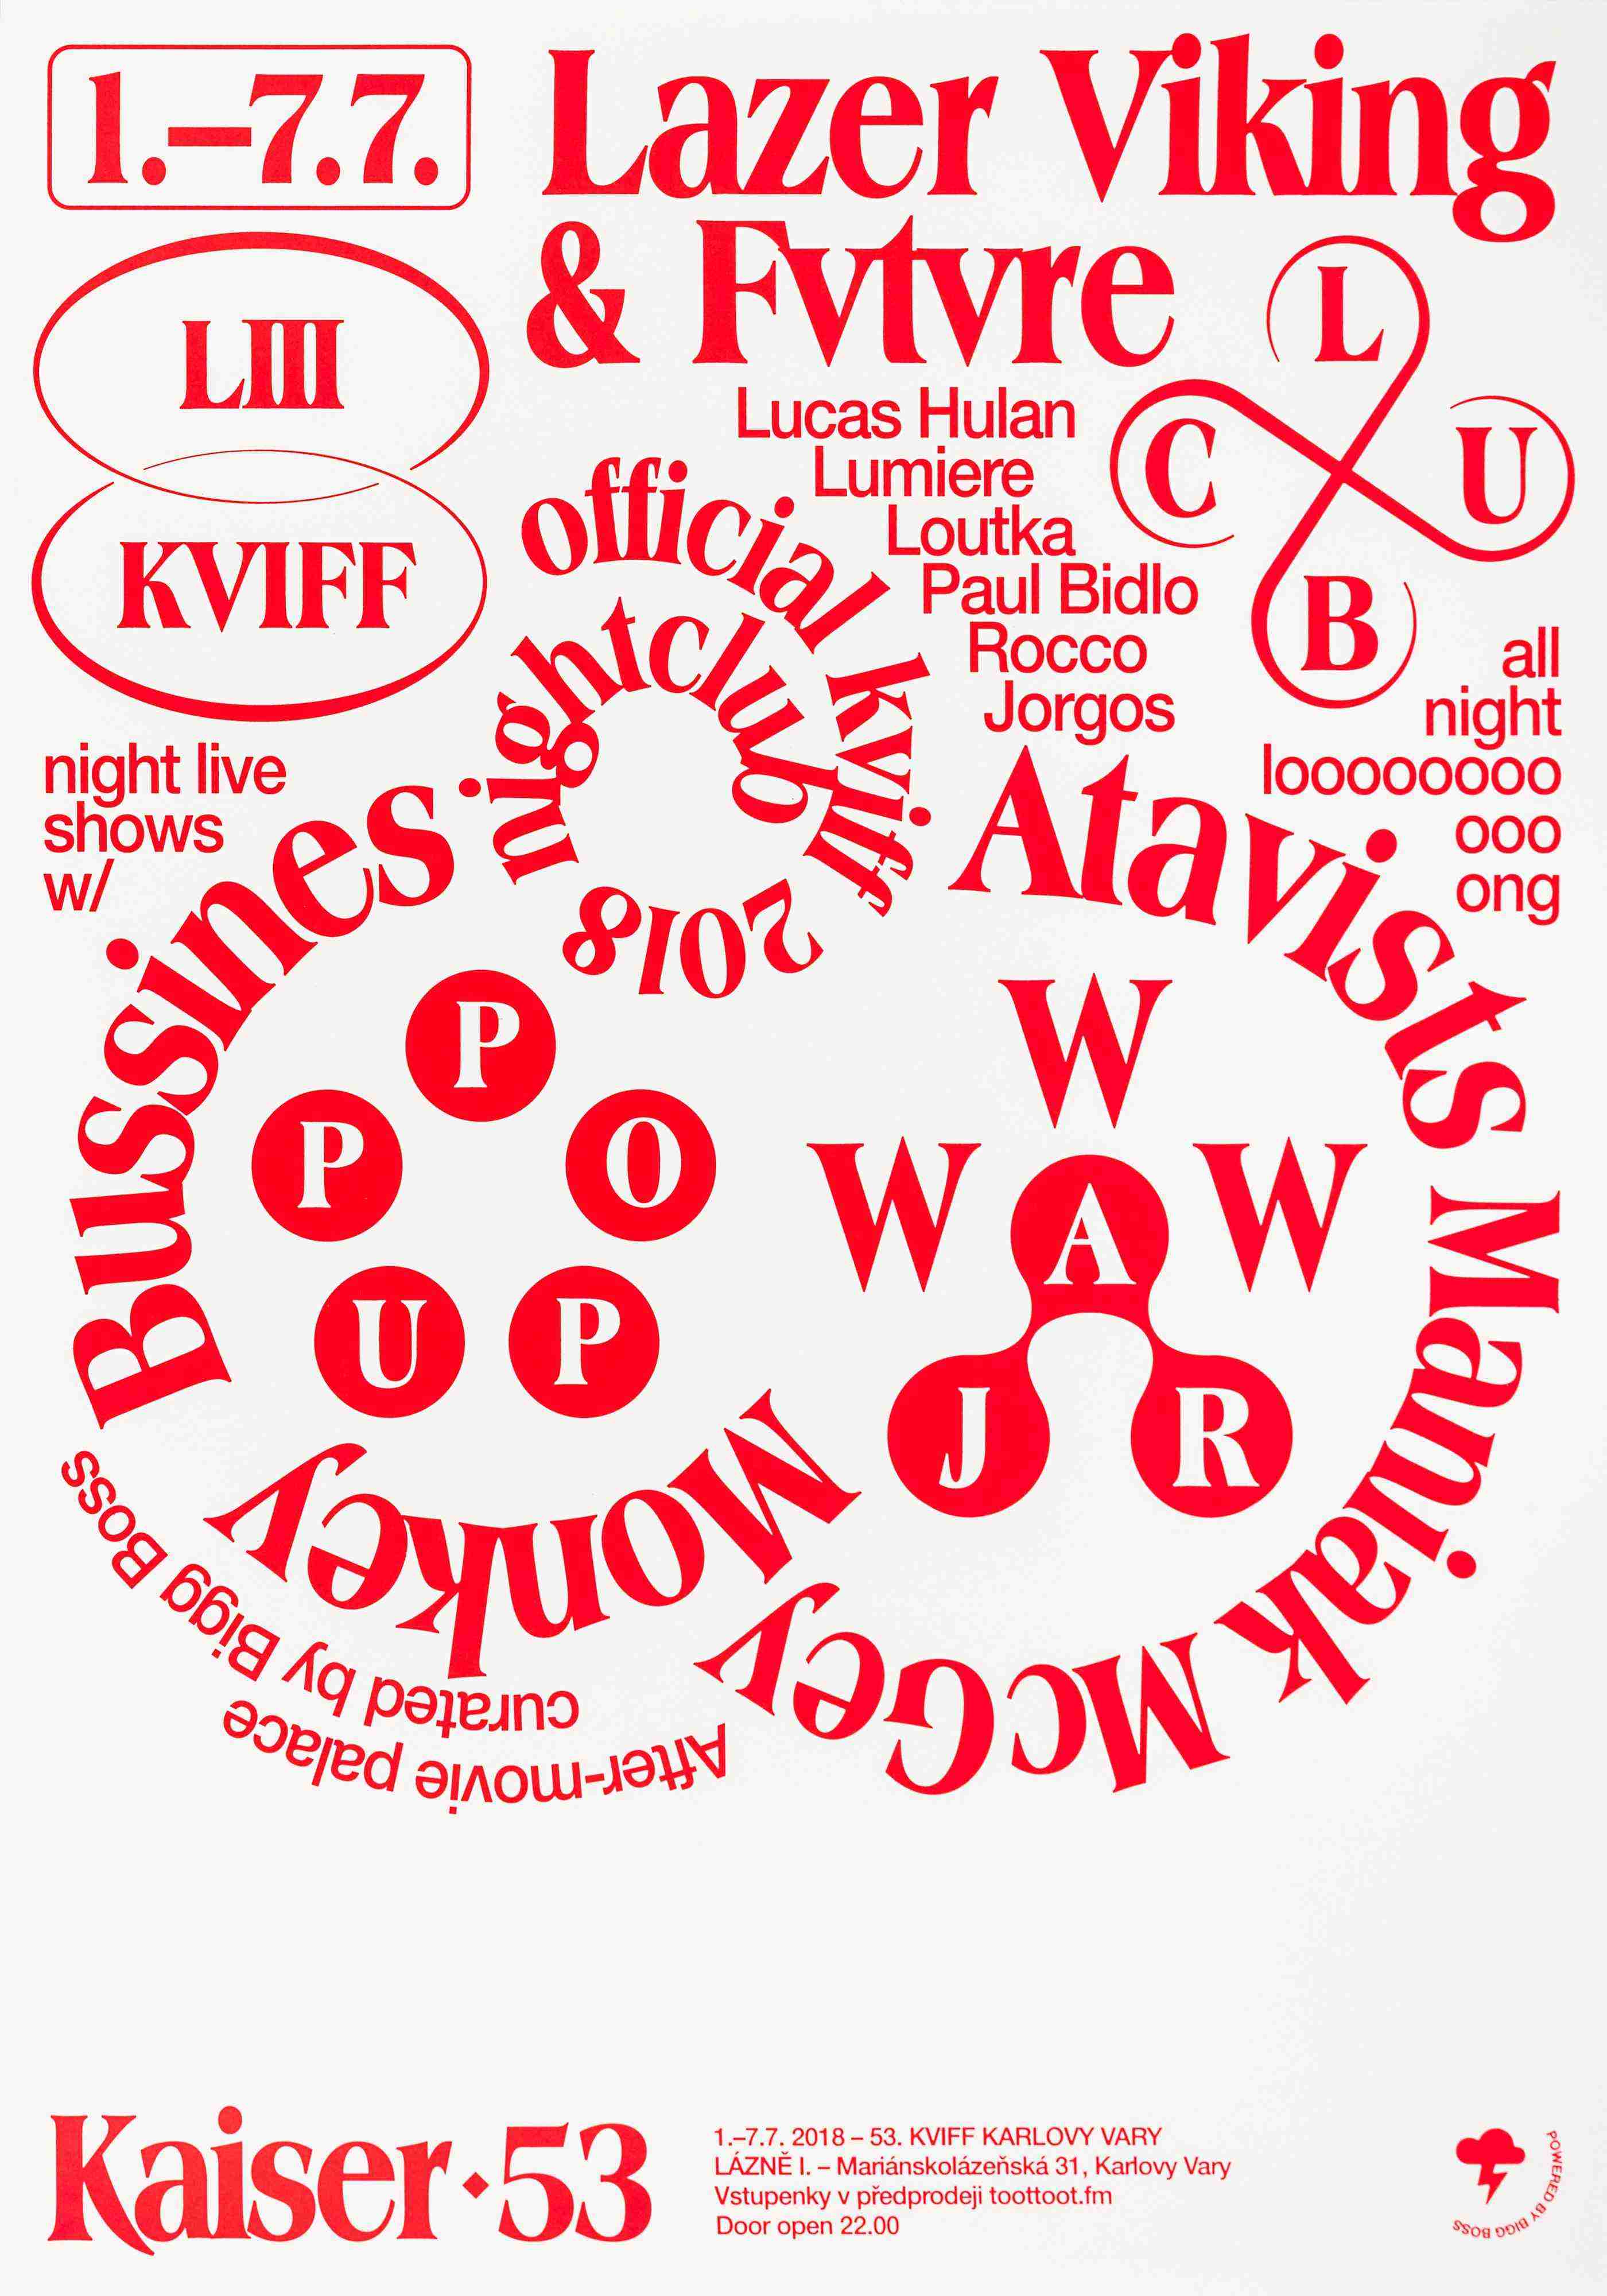 1.–7.7.
Lazer Viking
& Fvtvre
LIII
KVIFF
CLUB
Lucas Hulan
Lumiere
Loutka
Paul Bidlo
Rocco
Jorgos
official kviff
nightclub
2018
all
night
looooooooo
ooo
ong
night live
shows
w/
Bussines
Atavists Maniak McGey Monkey
P
P O
U P
W
W A W
J R
After-movie palace
curated by Bigg Boss
Kaiser·53
1.–7.7. 2018 – 53. KVIFF KARLOVY VARY
LÁZNĚ I. – Mariánskolázeňská 31, Karlovy Vary
Vstupenky v předprodeji toottoot.fm
Door open 22.00
POWERED BY BIGG BOSS